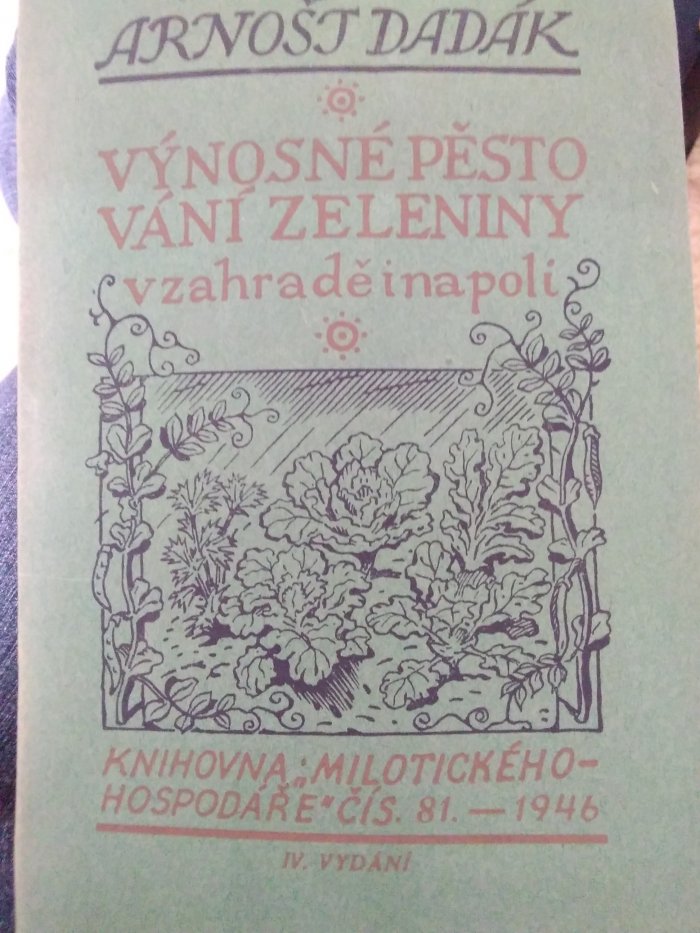 ARNOŠT DADÁK
VÝNOSNÉ PĚSTO
VÁNÍ ZELENINY
v zahradě i na poli
KNIHOVNA „MILOTICKÉHO-
HOSPODÁŘE“ ČÍS. 81. — 1946
IV. VYDÁNÍ